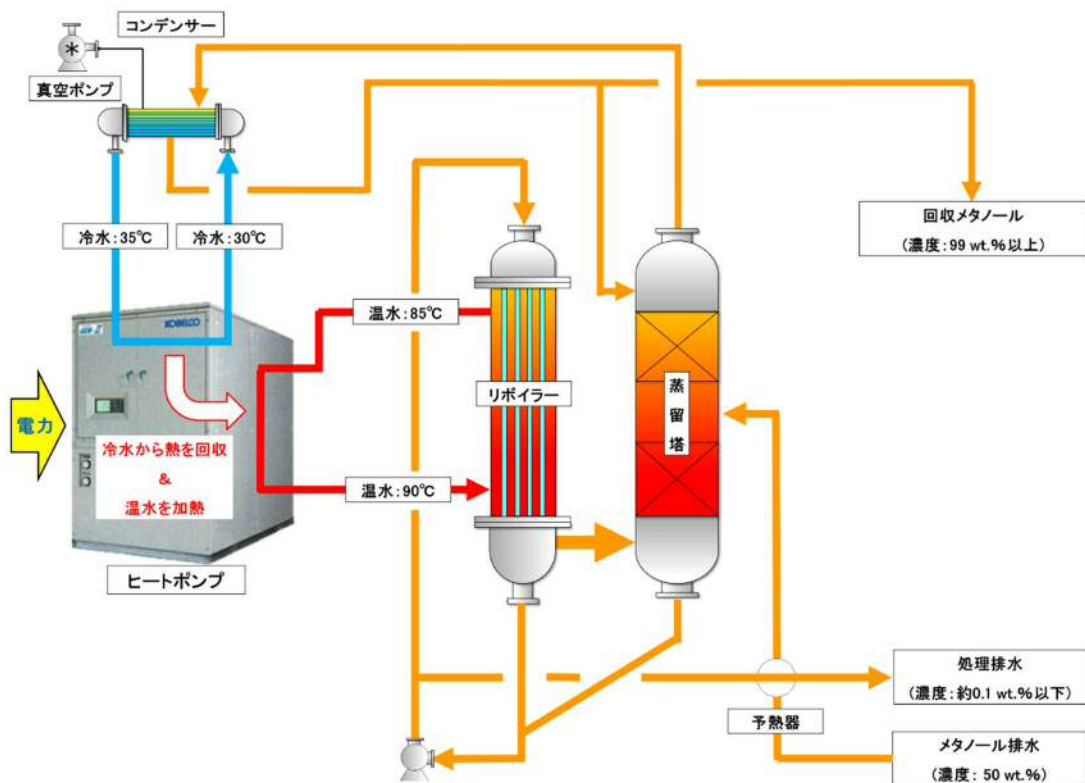 コンデンサー
真空ポンプ
冷水:35℃
冷水:30℃
回収メタノール
(濃度:99 wt.%以上)
KOBELCO
温水:85℃
電力
冷水から熱を回収
&
温水を加熱
リボイラー
蒸留塔
温水:90℃
ヒートポンプ
処理排水
(濃度:約0.1 wt.%以下)
予熱器
メタノール排水
(濃度: 50 wt.%)